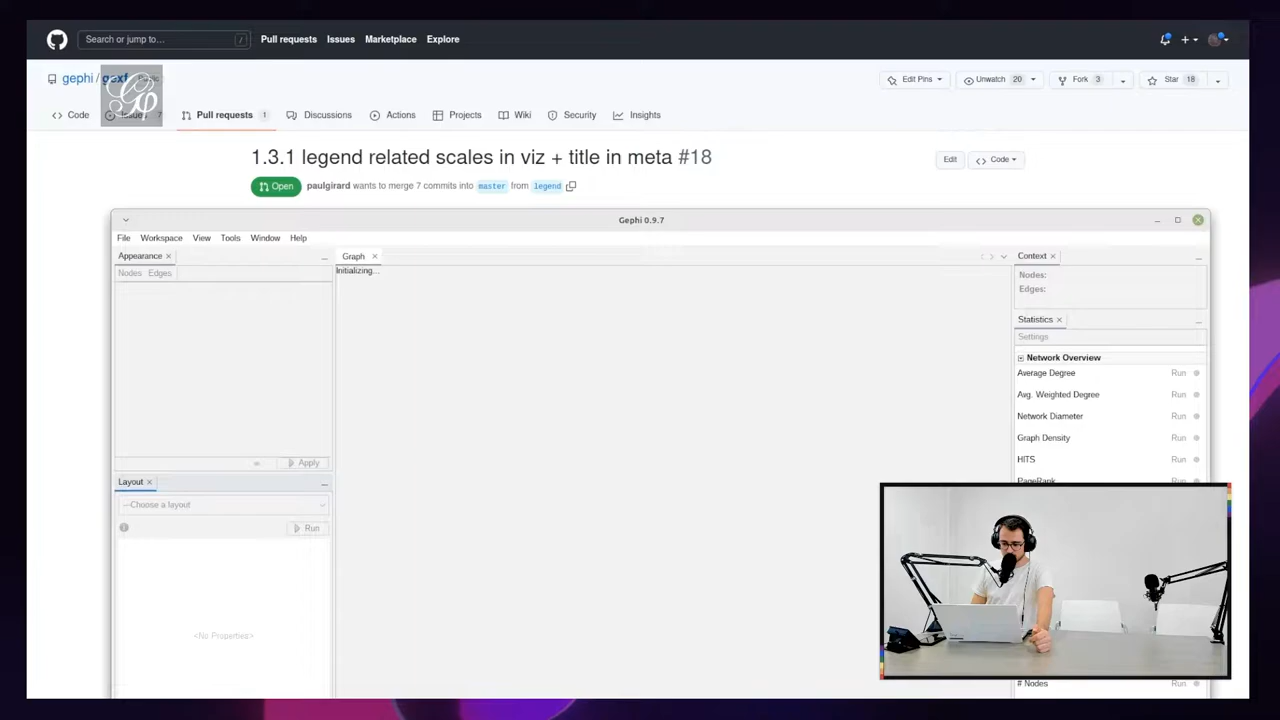 Search or jump to...
/
Pull requests
Issues
Marketplace
Explore
gephi / gexf
Edit Pins
Unwatch 20
Fork 3
Star 18
Code
Issues 7
Pull requests 1
Discussions
Actions
Projects
Wiki
Security
Insights
1.3.1 legend related scales in viz + title in meta #18
Edit
Code
Open
paulgirard wants to merge 7 commits into master from legend
Gephi 0.9.7
File Workspace View Tools Window Help
Appearance
Nodes Edges
Apply
Layout
---Choose a layout
Run
<No Properties>
Graph
Initializing...
Context
Nodes:
Edges:
Statistics
Settings
Network Overview
Average Degree Run
Avg. Weighted Degree Run
Network Diameter Run
Graph Density Run
HITS Run
PageRank Run
# Nodes Run